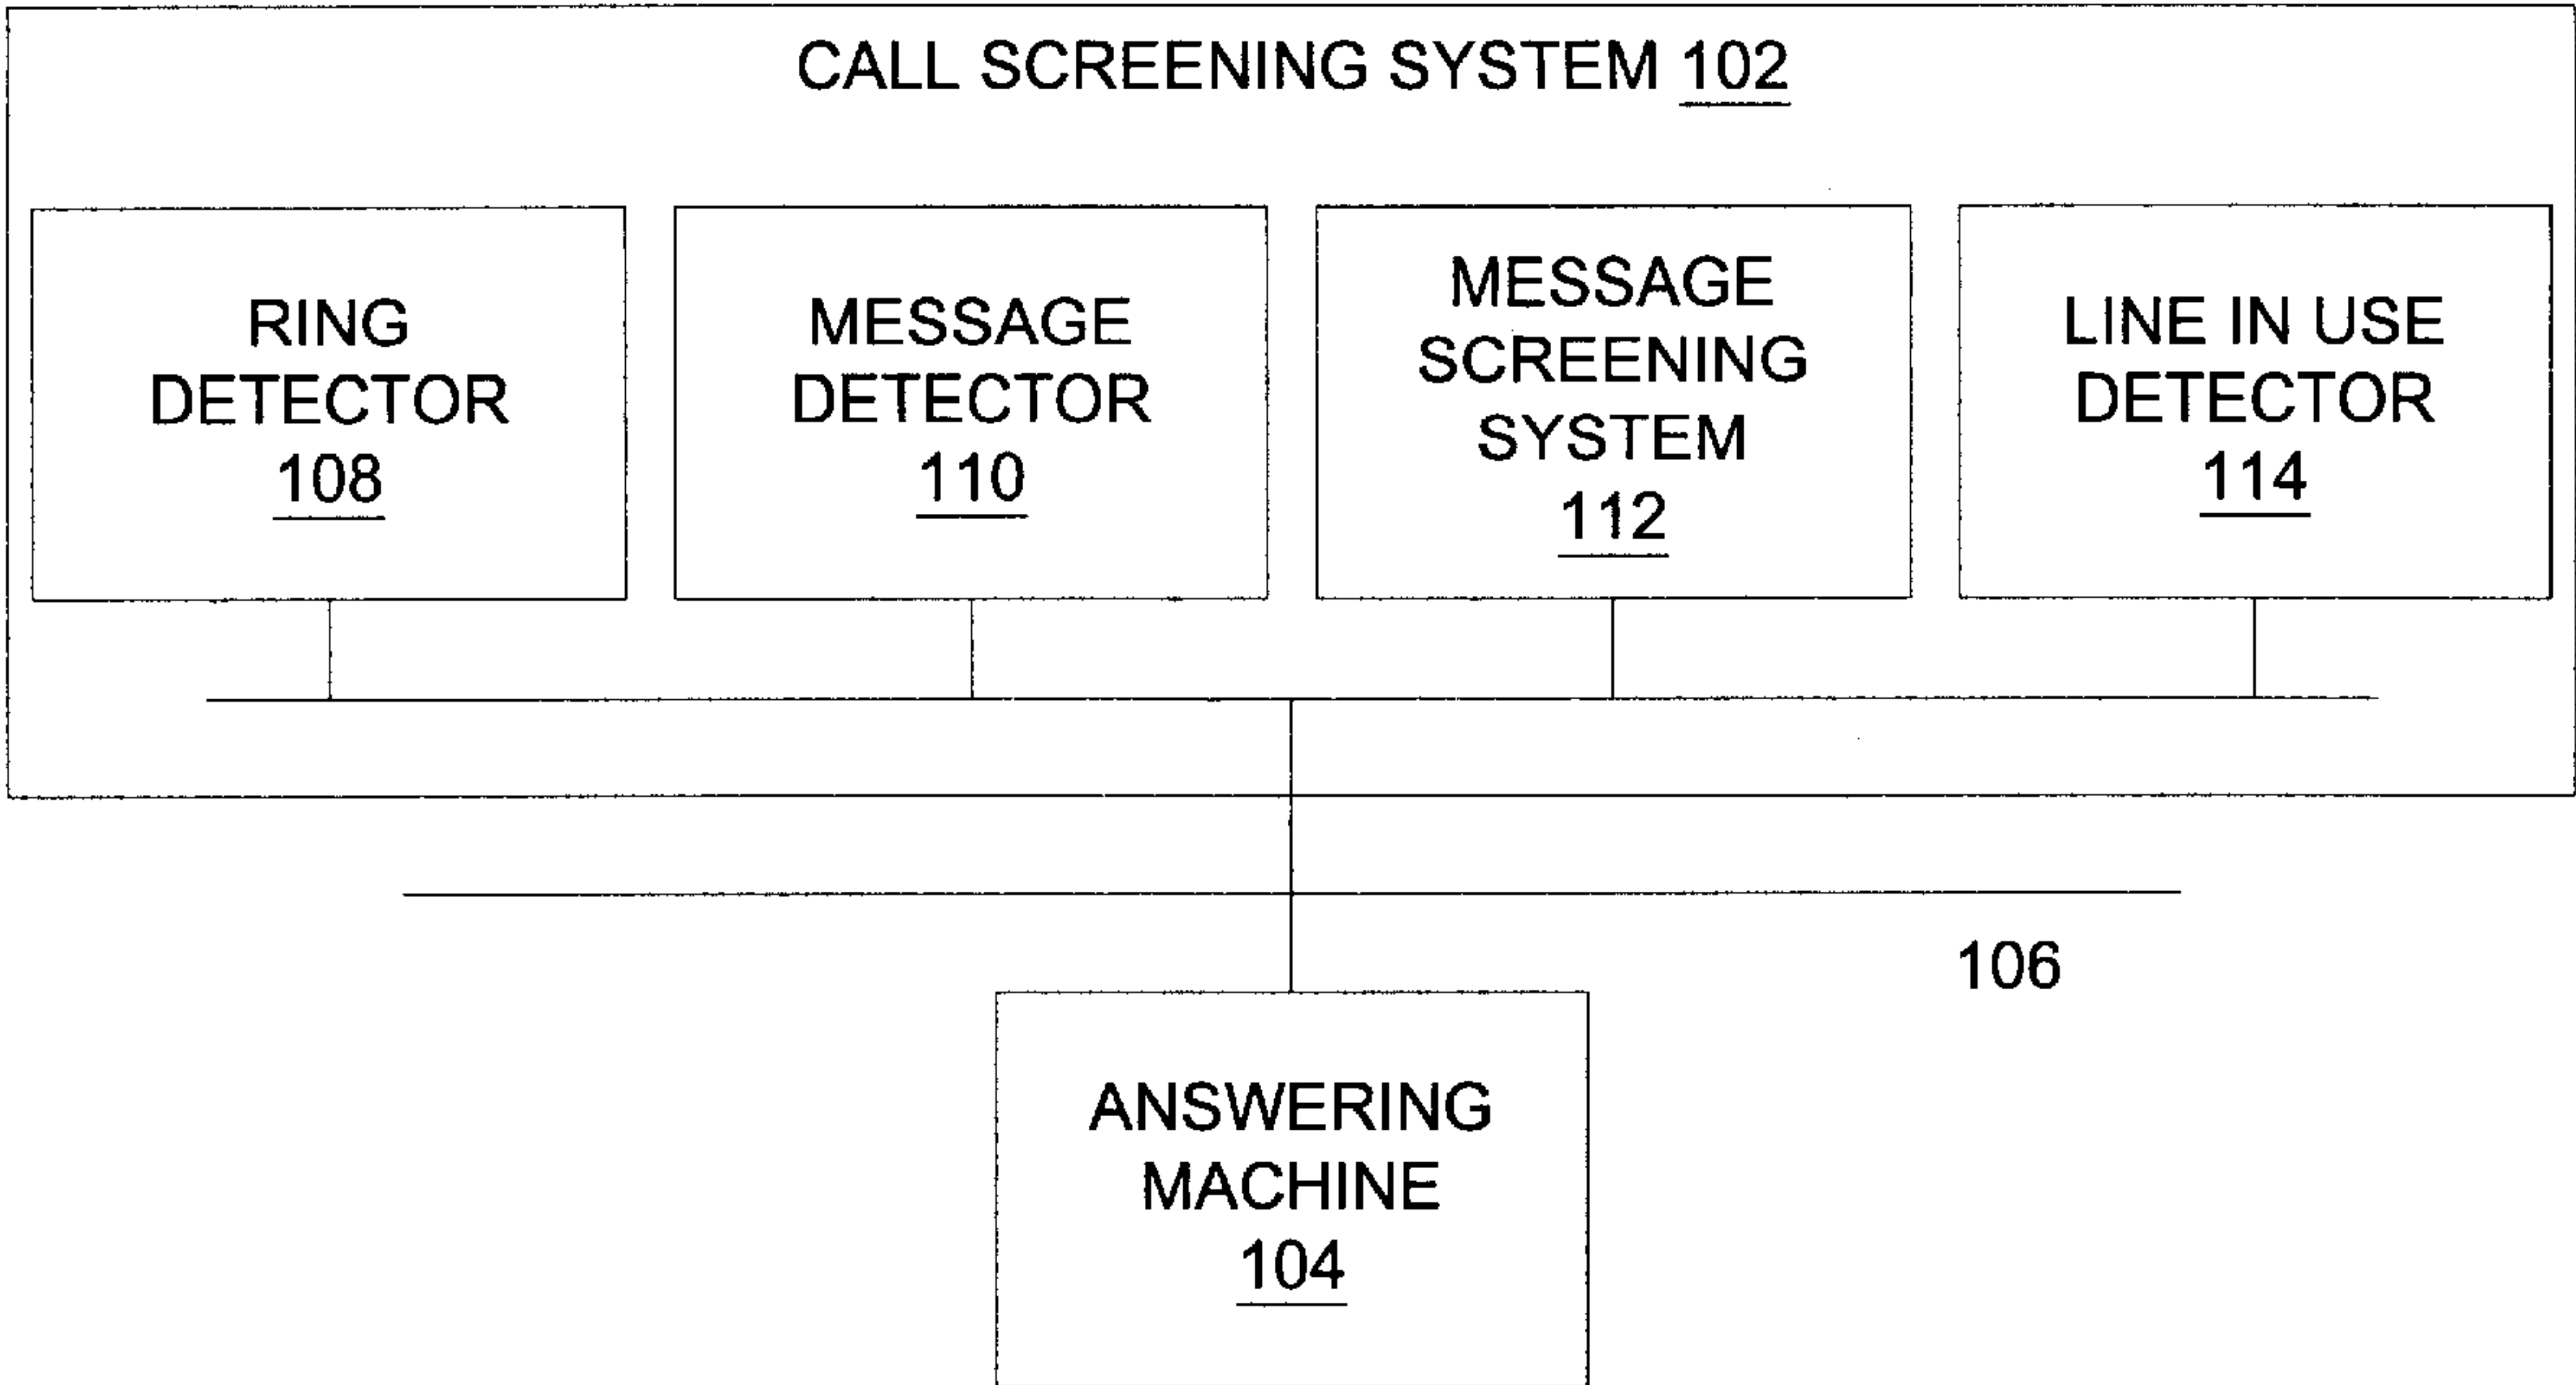 CALL SCREENING SYSTEM 102
RING
DETECTOR
108
MESSAGE
DETECTOR
110
MESSAGE
SCREENING
SYSTEM
112
LINE IN USE
DETECTOR
114
106
ANSWERING
MACHINE
104